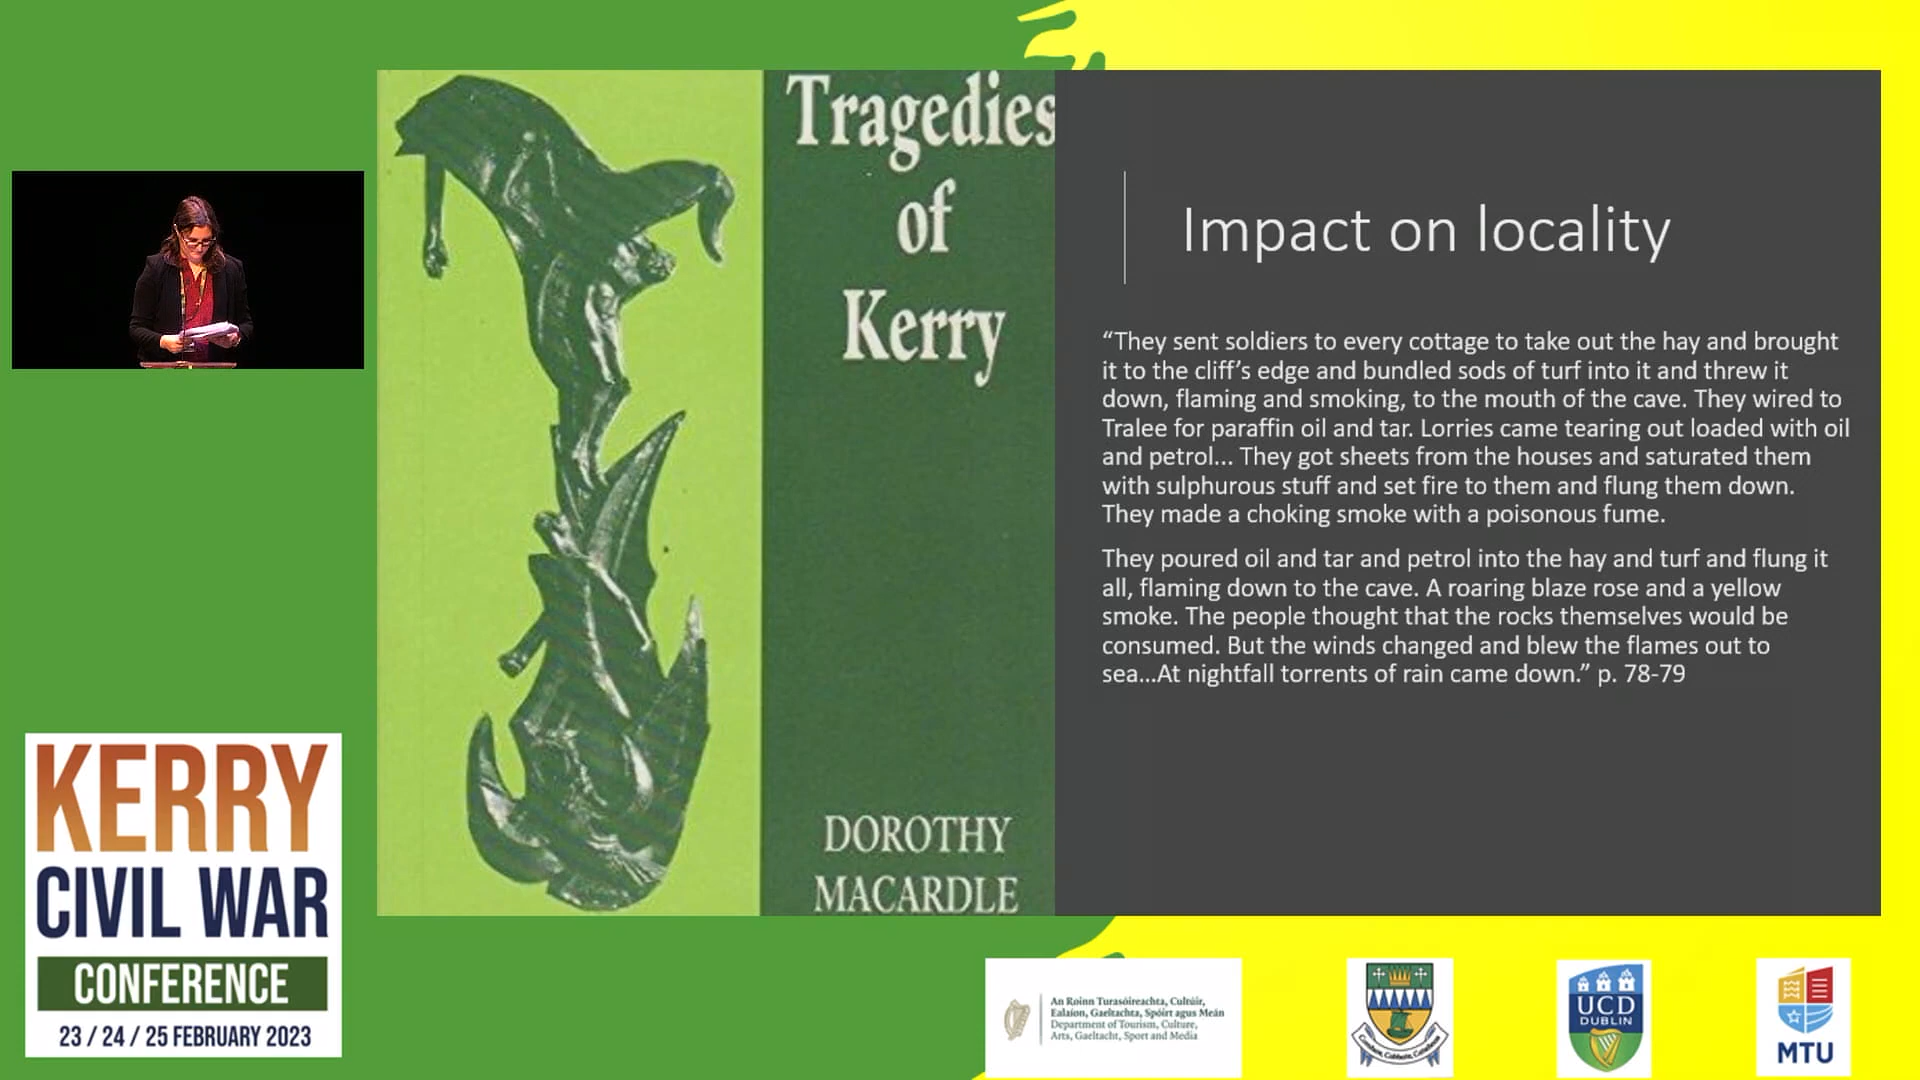 Tragedies
of
Kerry
DOROTHY
MACARDLE
Impact on locality
“They sent soldiers to every cottage to take out the hay and brought
it to the cliff’s edge and bundled sods of turf into it and threw it
down, flaming and smoking, to the mouth of the cave. They wired to
Tralee for paraffin oil and tar. Lorries came tearing out loaded with oil
and petrol... They got sheets from the houses and saturated them
with sulphurous stuff and set fire to them and flung them down.
They made a choking smoke with a poisonous fume.
They poured oil and tar and petrol into the hay and turf and flung it
all, flaming down to the cave. A roaring blaze rose and a yellow
smoke. The people thought that the rocks themselves would be
consumed. But the winds changed and blew the flames out to
sea...At nightfall torrents of rain came down.” p. 78-79
KERRY
CIVIL WAR
CONFERENCE
23 / 24 / 25 FEBRUARY 2023
An Roinn Turasóireachta, Cultúir,
Ealaíon, Gaeltachta, Spóirt agus Meán
Department of Tourism, Culture,
Arts, Gaeltacht, Sport and Media
UCD
DUBLIN
MTU